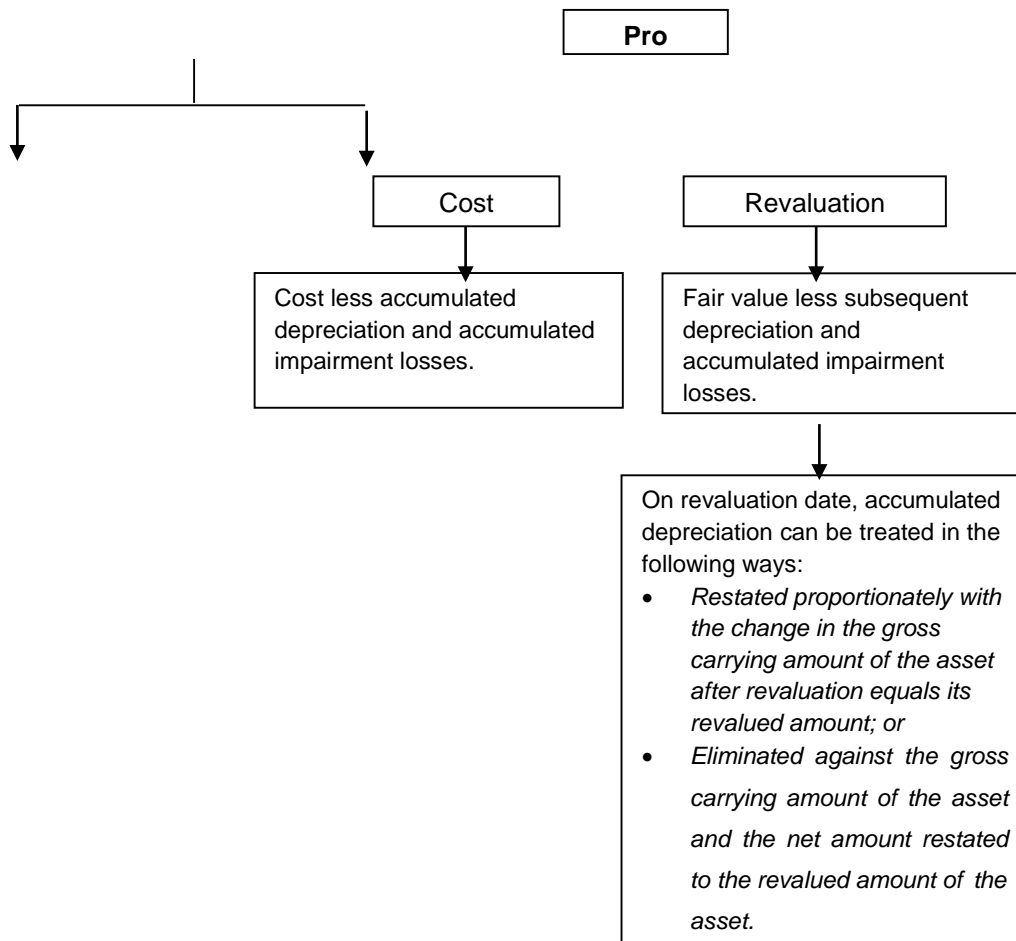 Pro
Cost
Revaluation
Cost less accumulated
depreciation and accumulated
impairment losses.
Fair value less subsequent
depreciation and
accumulated impairment
losses.
On revaluation date, accumulated
depreciation can be treated in the
following ways:
• Restated proportionately with
the change in the gross
carrying amount of the asset
after revaluation equals its
revalued amount; or
• Eliminated against the gross
carrying amount of the asset
and the net amount restated
to the revalued amount of the
asset.